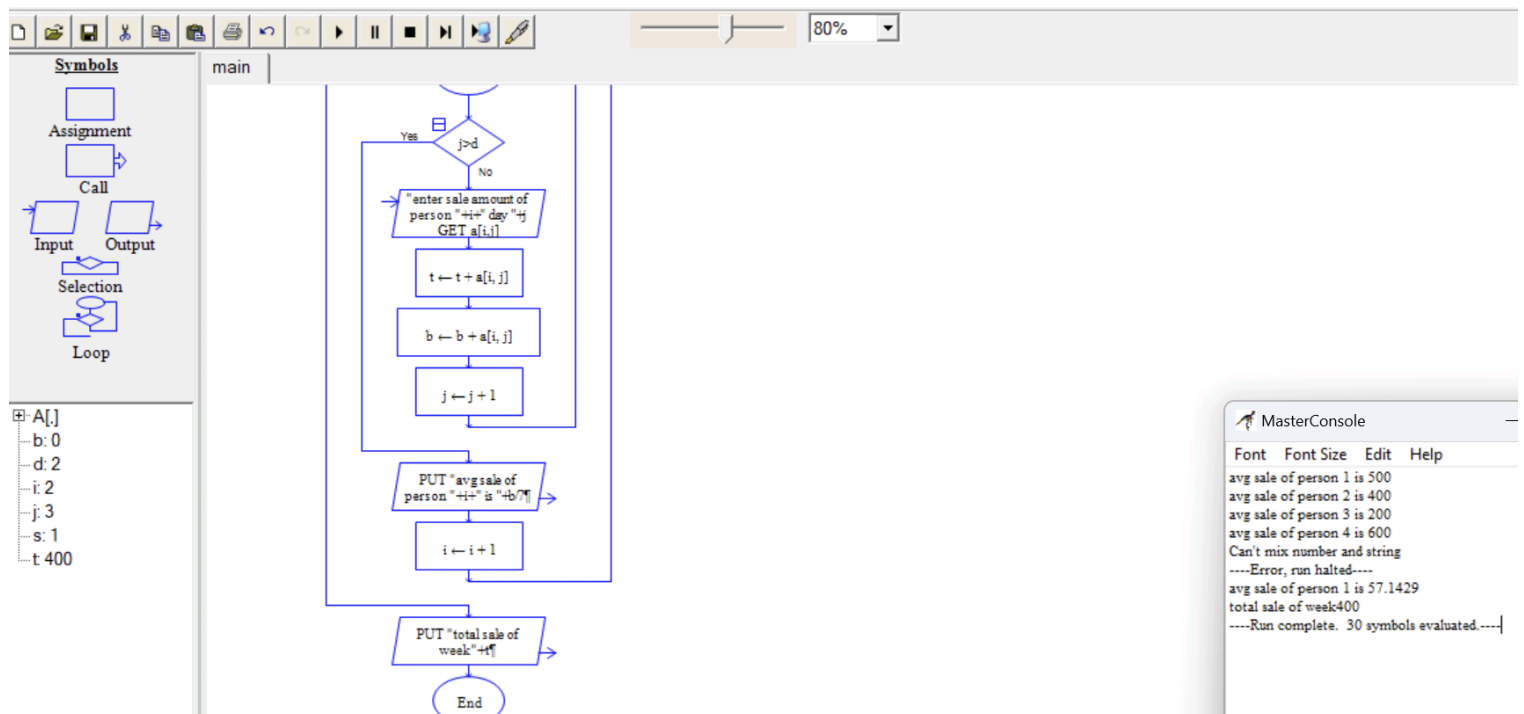 80%
Symbols
main
Assignment
Call
Input Output
Selection
Loop
A[,]
b: 0
d: 2
i: 2
j: 3
s: 1
t: 400
Yes
j>d
No
"enter sale amount of
person "+i+" day "+j
GET a[i,j]
t ← t + a[i, j]
b ← b + a[i, j]
j ← j + 1
PUT "avg sale of
person "+i+" is "+b/7¶
i ← i + 1
PUT "total sale of
week"+t¶
End
MasterConsole
Font Font Size Edit Help
avg sale of person 1 is 500
avg sale of person 2 is 400
avg sale of person 3 is 200
avg sale of person 4 is 600
Can't mix number and string
----Error, run halted----
avg sale of person 1 is 57.1429
total sale of week400
----Run complete. 30 symbols evaluated.----